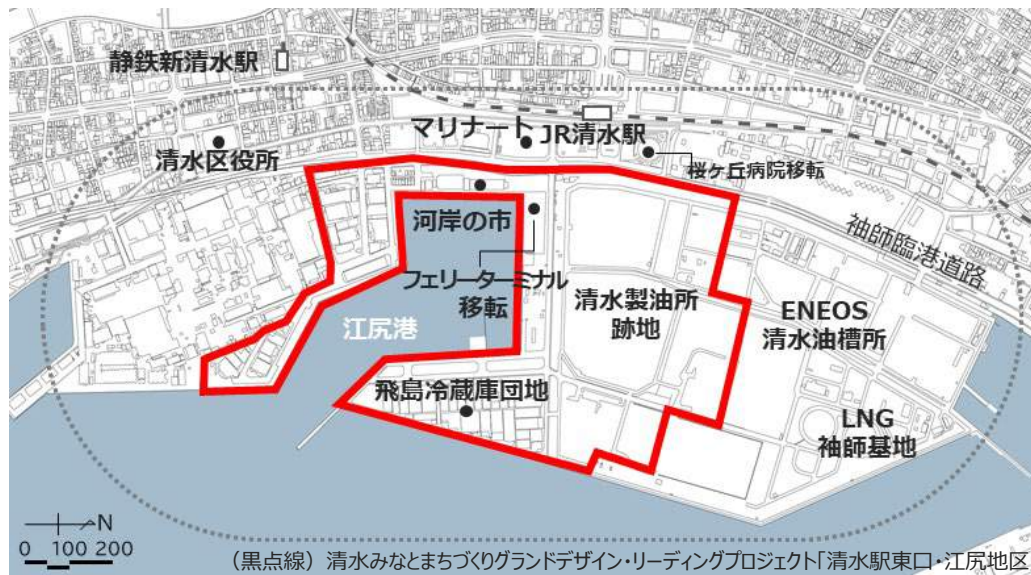 静鉄新清水駅
マリナート
JR清水駅
清水区役所
桜ケ丘病院移転
河岸の市
袖師臨港道路
フェリーターミナル
移転
清水製油所
跡地
ENEOS
清水油槽所
江尻港
飛島冷蔵庫団地
LNG
袖師基地
N
0 100 200
(黒点線) 清水みなとまちづくりグランドデザイン・リーディングプロジェクト「清水駅東口・江尻地区